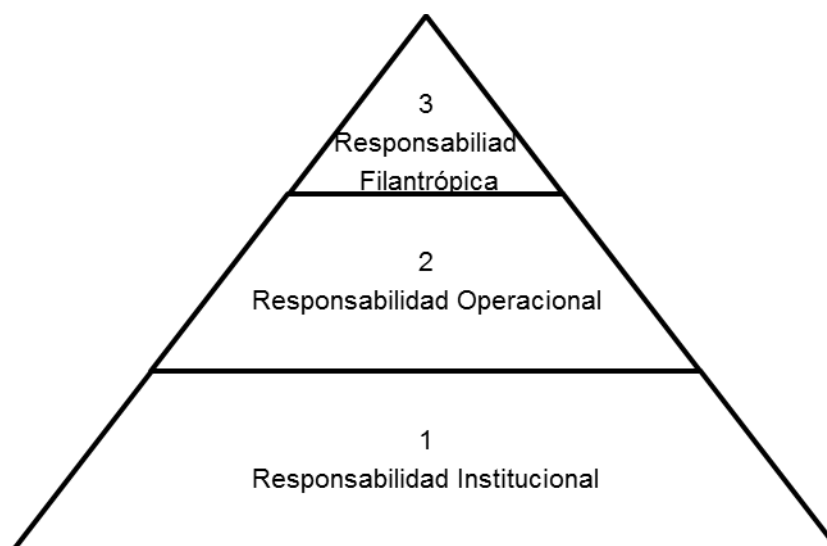 3
Responsabiliad
Filantrópica
2
Responsabilidad Operacional
1
Responsabilidad Institucional